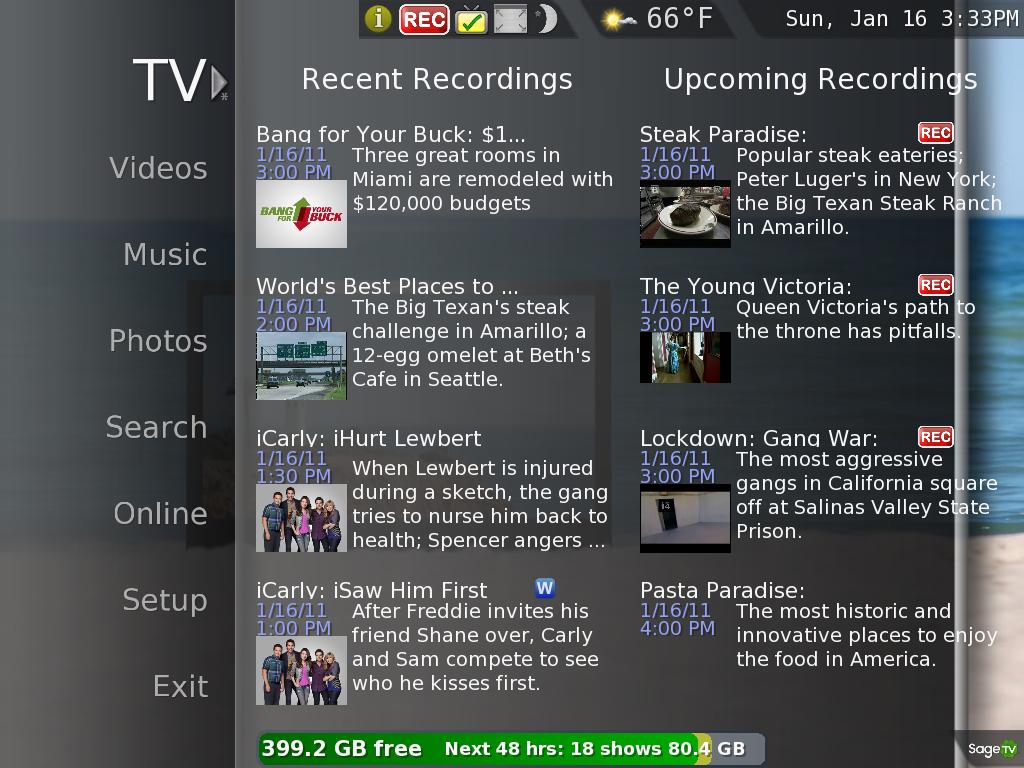 REC
66°F
Sun, Jan 16 3:33PM
TV
Videos
Music
Photos
Search
Online
Setup
Exit
Recent Recordings
Bang for Your Buck: $1...
1/16/11
3:00 PM
Three great rooms in
Miami are remodeled with
$120,000 budgets
BANG FOR YOUR BUCK
World's Best Places to ...
1/16/11
2:00 PM
The Big Texan's steak
challenge in Amarillo; a
12-egg omelet at Beth's
Cafe in Seattle.
iCarly: iHurt Lewbert
1/16/11
1:30 PM
When Lewbert is injured
during a sketch, the gang
tries to nurse him back to
health; Spencer angers ...
iCarly: iSaw Him First
W
1/16/11
1:00 PM
After Freddie invites his
friend Shane over, Carly
and Sam compete to see
who he kisses first.
Upcoming Recordings
Steak Paradise:
REC
1/16/11
3:00 PM
Popular steak eateries;
Peter Luger's in New York;
the Big Texan Steak Ranch
in Amarillo.
The Young Victoria:
REC
1/16/11
3:00 PM
Queen Victoria's path to
the throne has pitfalls.
Lockdown: Gang War:
REC
1/16/11
3:00 PM
The most aggressive
gangs in California square
off at Salinas Valley State
Prison.
14
Pasta Paradise:
1/16/11
4:00 PM
The most historic and
innovative places to enjoy
the food in America.
399.2 GB free Next 48 hrs: 18 shows 80.4 GB
SageTV